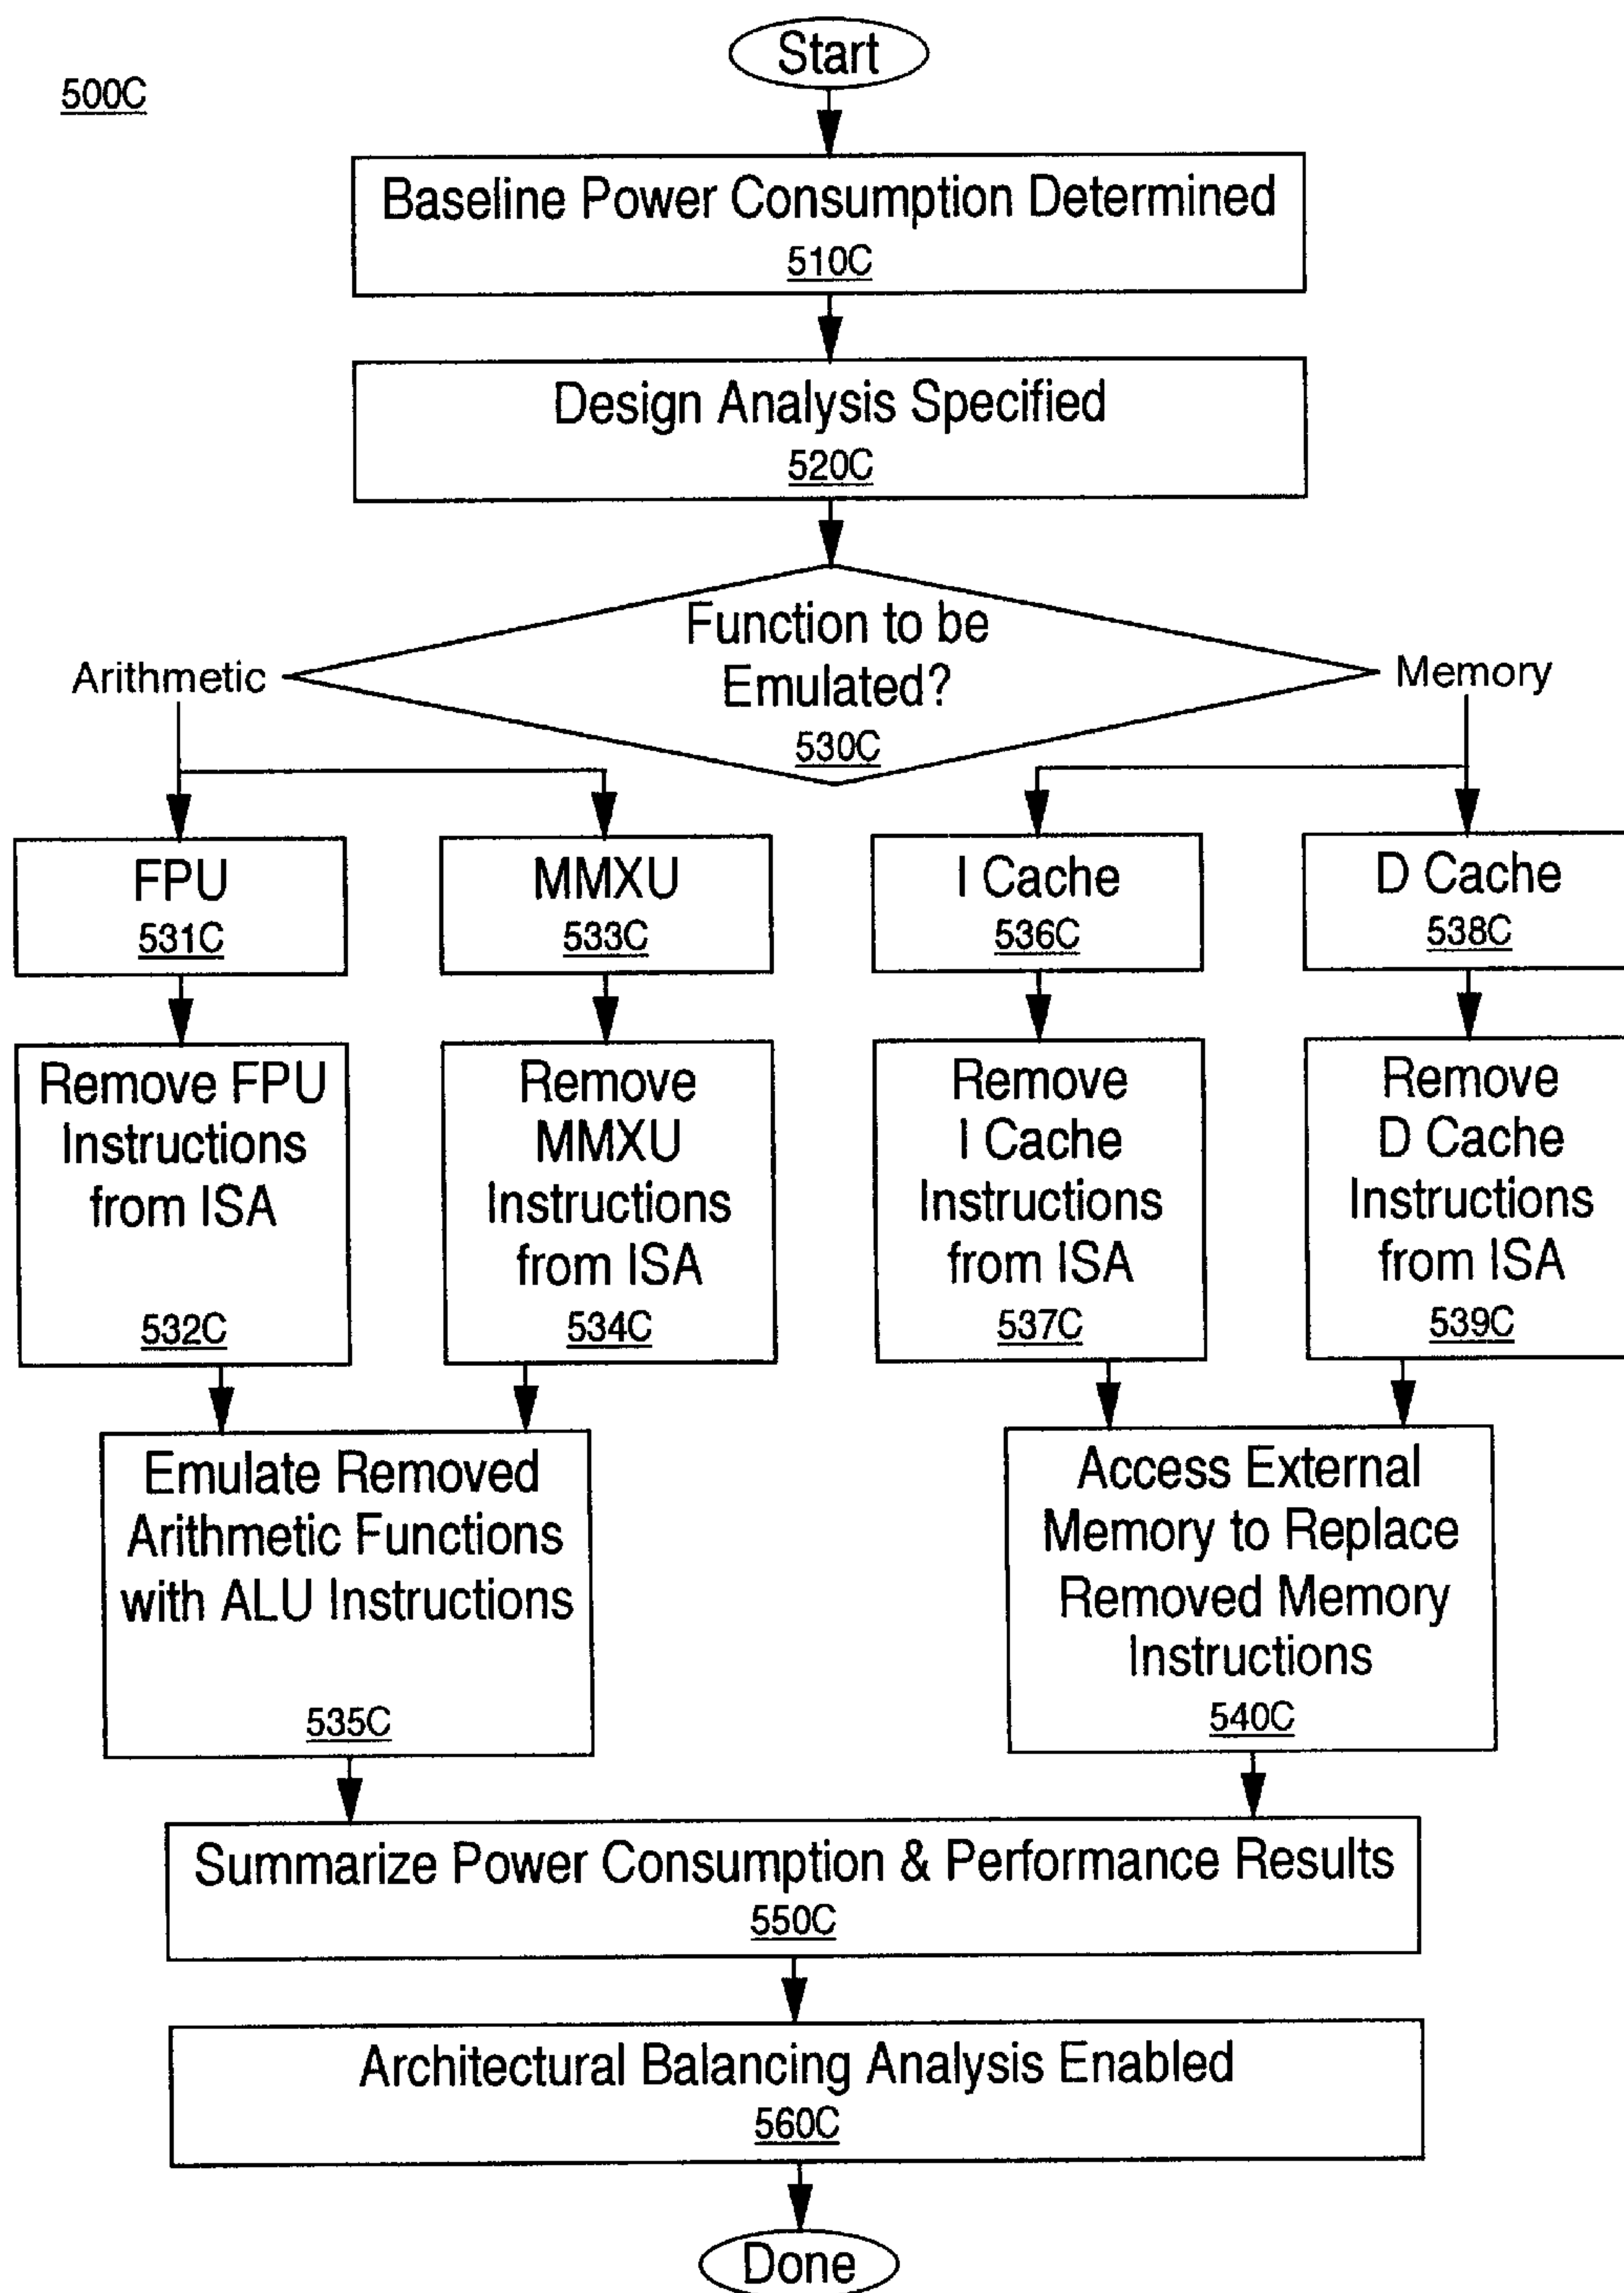 Start
500C
Baseline Power Consumption Determined
510C
Design Analysis Specified
520C
Function to be
Emulated?
530C
Arithmetic
Memory
FPU
531C
MMXU
533C
I Cache
536C
D Cache
538C
Remove FPU
Instructions
from ISA
532C
Remove
MMXU
Instructions
from ISA
534C
Remove
I Cache
Instructions
from ISA
537C
Remove
D Cache
Instructions
from ISA
539C
Emulate Removed
Arithmetic Functions
with ALU Instructions
535C
Access External
Memory to Replace
Removed Memory
Instructions
540C
Summarize Power Consumption & Performance Results
550C
Architectural Balancing Analysis Enabled
560C
Done